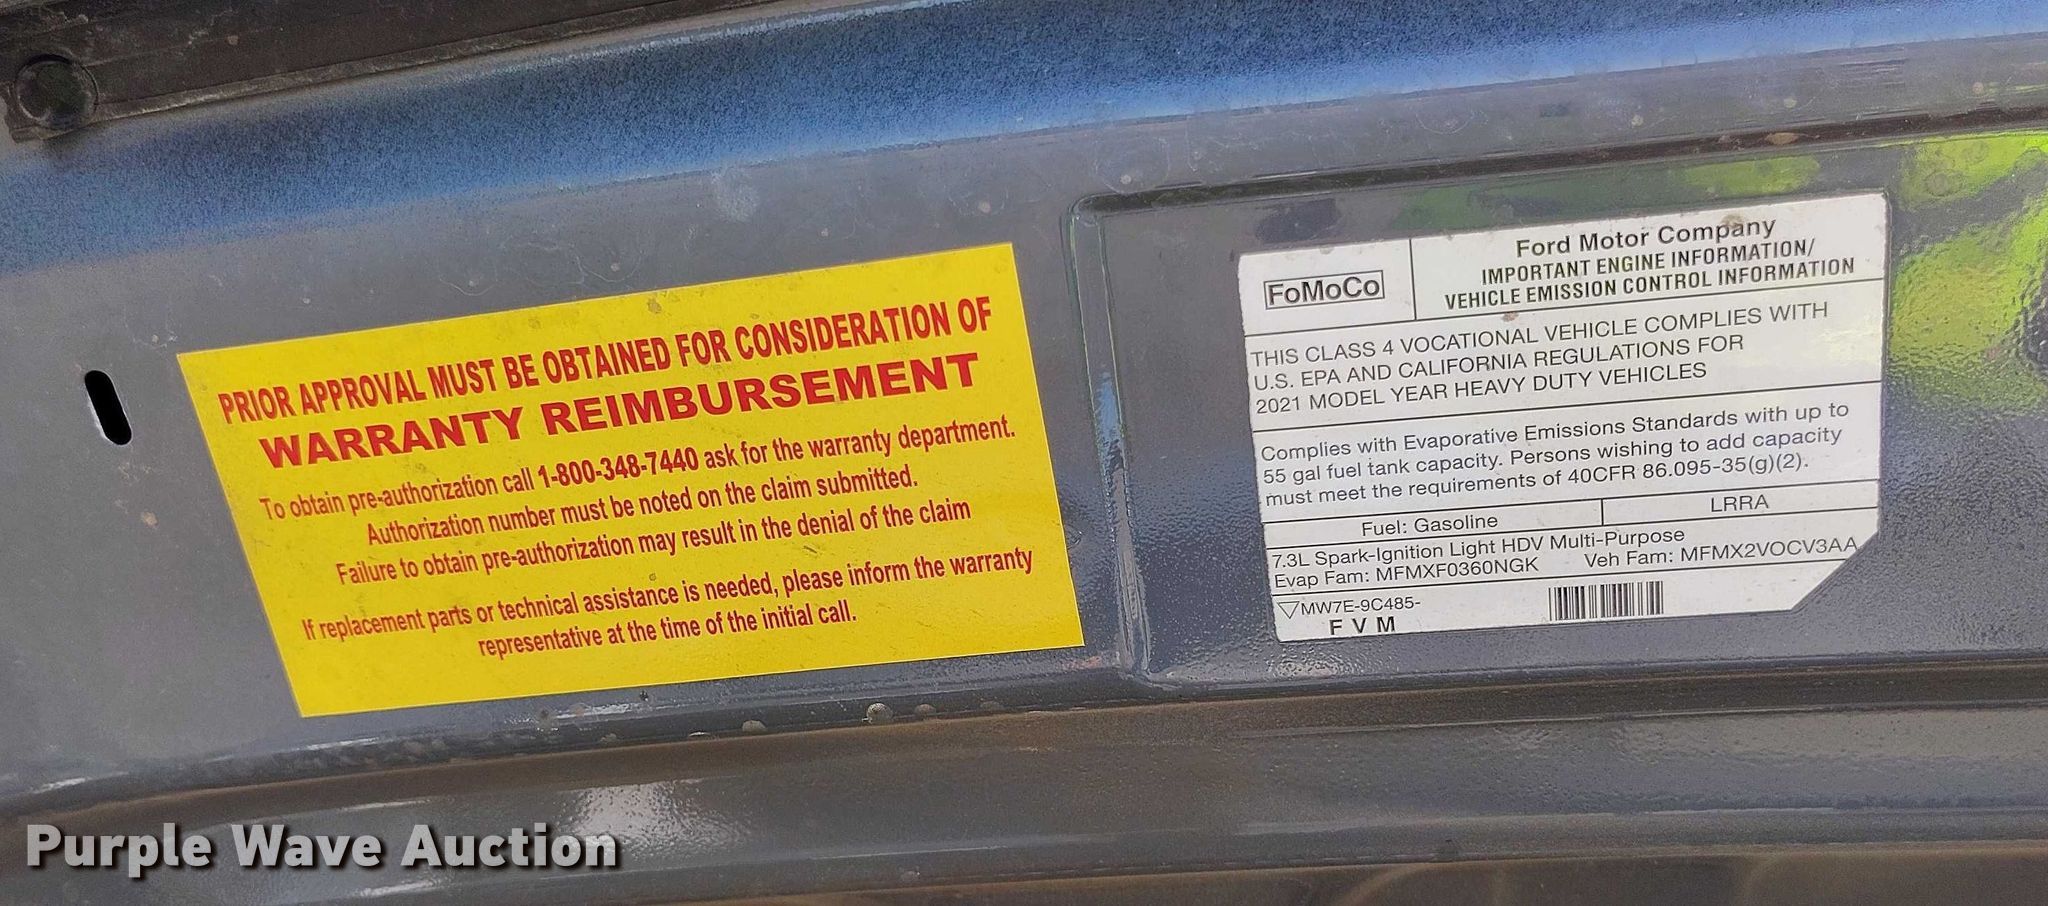 PRIOR APPROVAL MUST BE OBTAINED FOR CONSIDERATION OF
WARRANTY REIMBURSEMENT
To obtain pre-authorization call 1-800-348-7440 ask for the warranty department.
Authorization number must be noted on the claim submitted.
Failure to obtain pre-authorization may result in the denial of the claim
If replacement parts or technical assistance is needed, please inform the warranty
representative at the time of the initial call.
FoMoCo
Ford Motor Company
IMPORTANT ENGINE INFORMATION/
VEHICLE EMISSION CONTROL INFORMATION
THIS CLASS 4 VOCATIONAL VEHICLE COMPLIES WITH
U.S. EPA AND CALIFORNIA REGULATIONS FOR
2021 MODEL YEAR HEAVY DUTY VEHICLES
Complies with Evaporative Emissions Standards with up to
55 gal fuel tank capacity. Persons wishing to add capacity
must meet the requirements of 40CFR 86.095-35(g)(2).
Fuel: Gasoline LRRA
7.3L Spark-Ignition Light HDV Multi-Purpose
Evap Fam: MFMXF0360NGK Veh Fam: MFMX2VOCV3AA
MW7E-9C485-
F V M
Purple Wave Auction